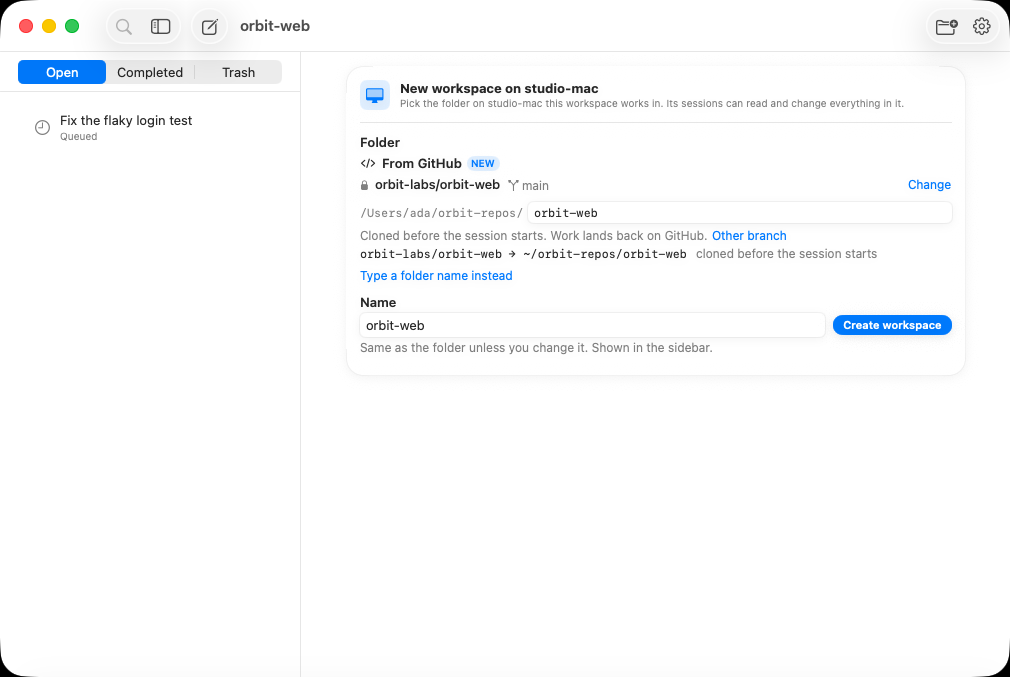 orbit-web
Open Completed Trash
Fix the flaky login test
Queued
New workspace on studio-mac
Pick the folder on studio-mac this workspace works in. Its sessions can read and change everything in it.
Folder
</> From GitHub NEW
orbit-labs/orbit-web main Change
/Users/ada/orbit-repos/ orbit-web
Cloned before the session starts. Work lands back on GitHub. Other branch
orbit-labs/orbit-web → ~/orbit-repos/orbit-web cloned before the session starts
Type a folder name instead
Name
orbit-web Create workspace
Same as the folder unless you change it. Shown in the sidebar.